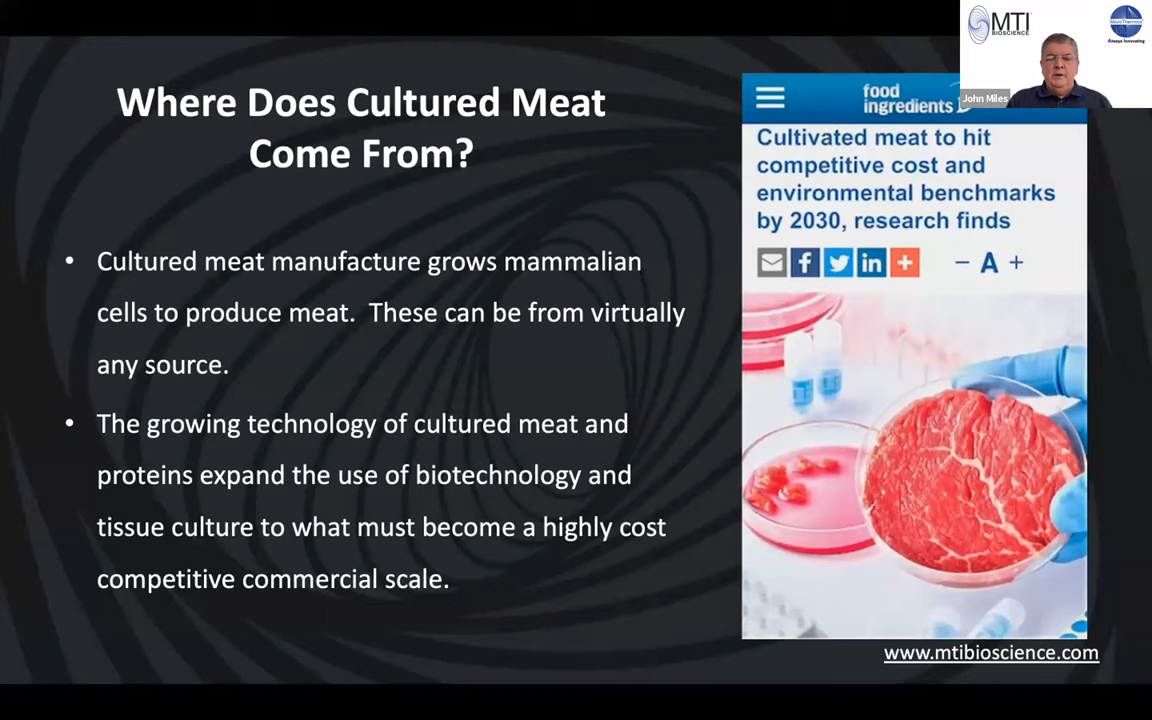 MTI
BIOSCIENCE
MicroThermics
Always Innovating
John Miles
Where Does Cultured Meat
Come From?
• Cultured meat manufacture grows mammalian
cells to produce meat.  These can be from virtually
any source.
• The growing technology of cultured meat and
proteins expand the use of biotechnology and
tissue culture to what must become a highly cost
competitive commercial scale.
food
ingredients
Cultivated meat to hit
competitive cost and
environmental benchmarks
by 2030, research finds
f in + − A +
www.mtibioscience.com